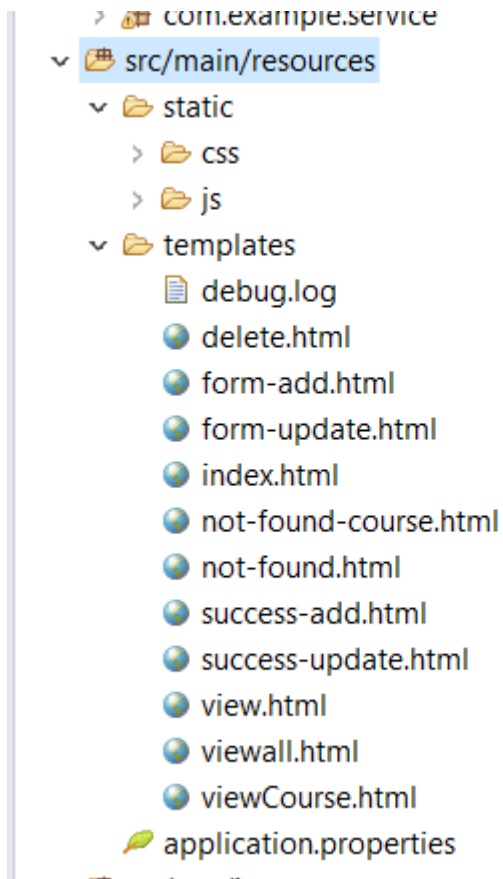 com.example.service
src/main/resources
static
css
js
templates
debug.log
delete.html
form-add.html
form-update.html
index.html
not-found-course.html
not-found.html
success-add.html
success-update.html
view.html
viewall.html
viewCourse.html
application.properties